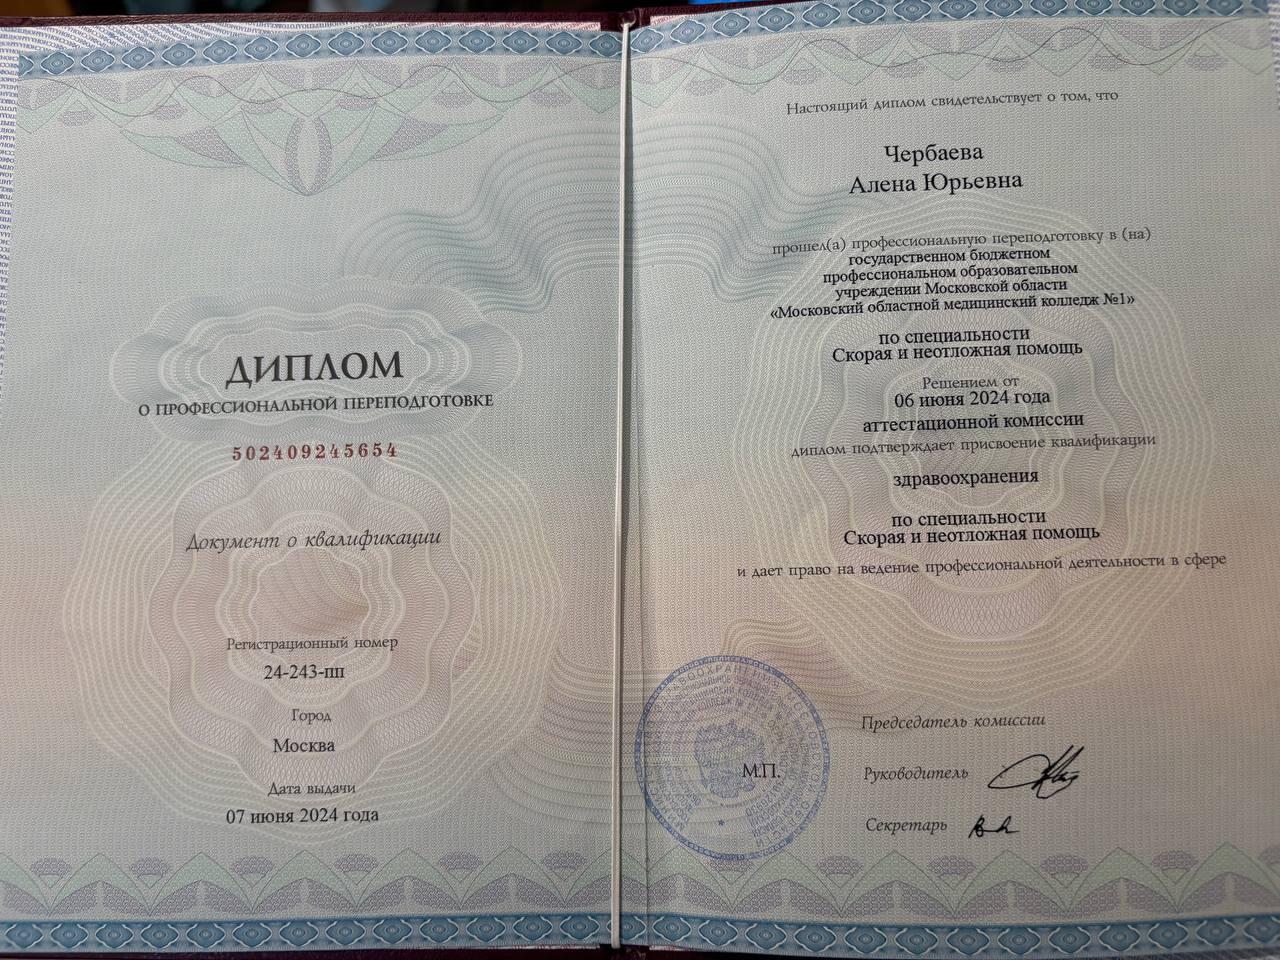 ДИПЛОМ
О ПРОФЕССИОНАЛЬНОЙ ПЕРЕПОДГОТОВКЕ
502409245654
Документ о квалификации
Регистрационный номер
24-243-пп
Город
Москва
Дата выдачи
07 июня 2024 года
Настоящий диплом свидетельствует о том, что
Чербаева
Алена Юрьевна
прошел(а) профессиональную переподготовку в (на)
государственном бюджетном
профессиональном образовательном
учреждении Московской области
«Московский областной медицинский колледж №1»
по специальности
Скорая и неотложная помощь
Решением от
06 июня 2024 года
аттестационной комиссии
диплом подтверждает присвоение квалификации
здравоохранения
по специальности
Скорая и неотложная помощь
и дает право на ведение профессиональной деятельности в сфере
М.П.
Председатель комиссии
Руководитель
Секретарь